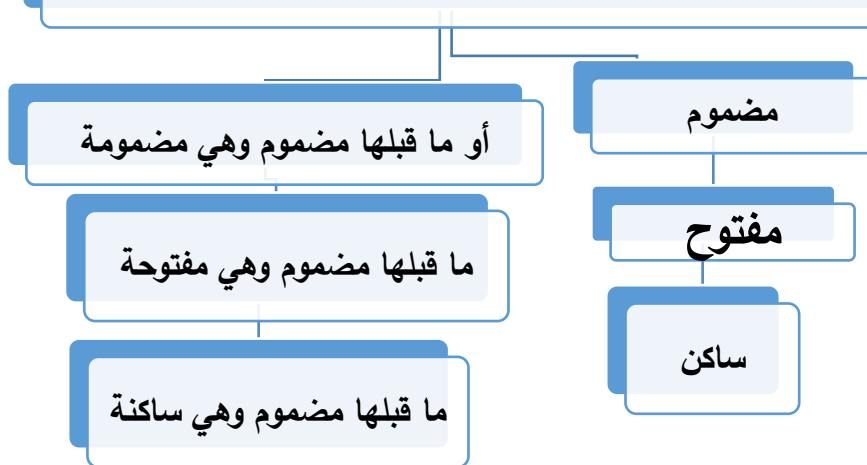 مضموم
مفتوح
ساكن
أو ما قبلها مضموم وهي مضمومة
ما قبلها مضموم وهي مفتوحة
ما قبلها مضموم وهي ساكنة